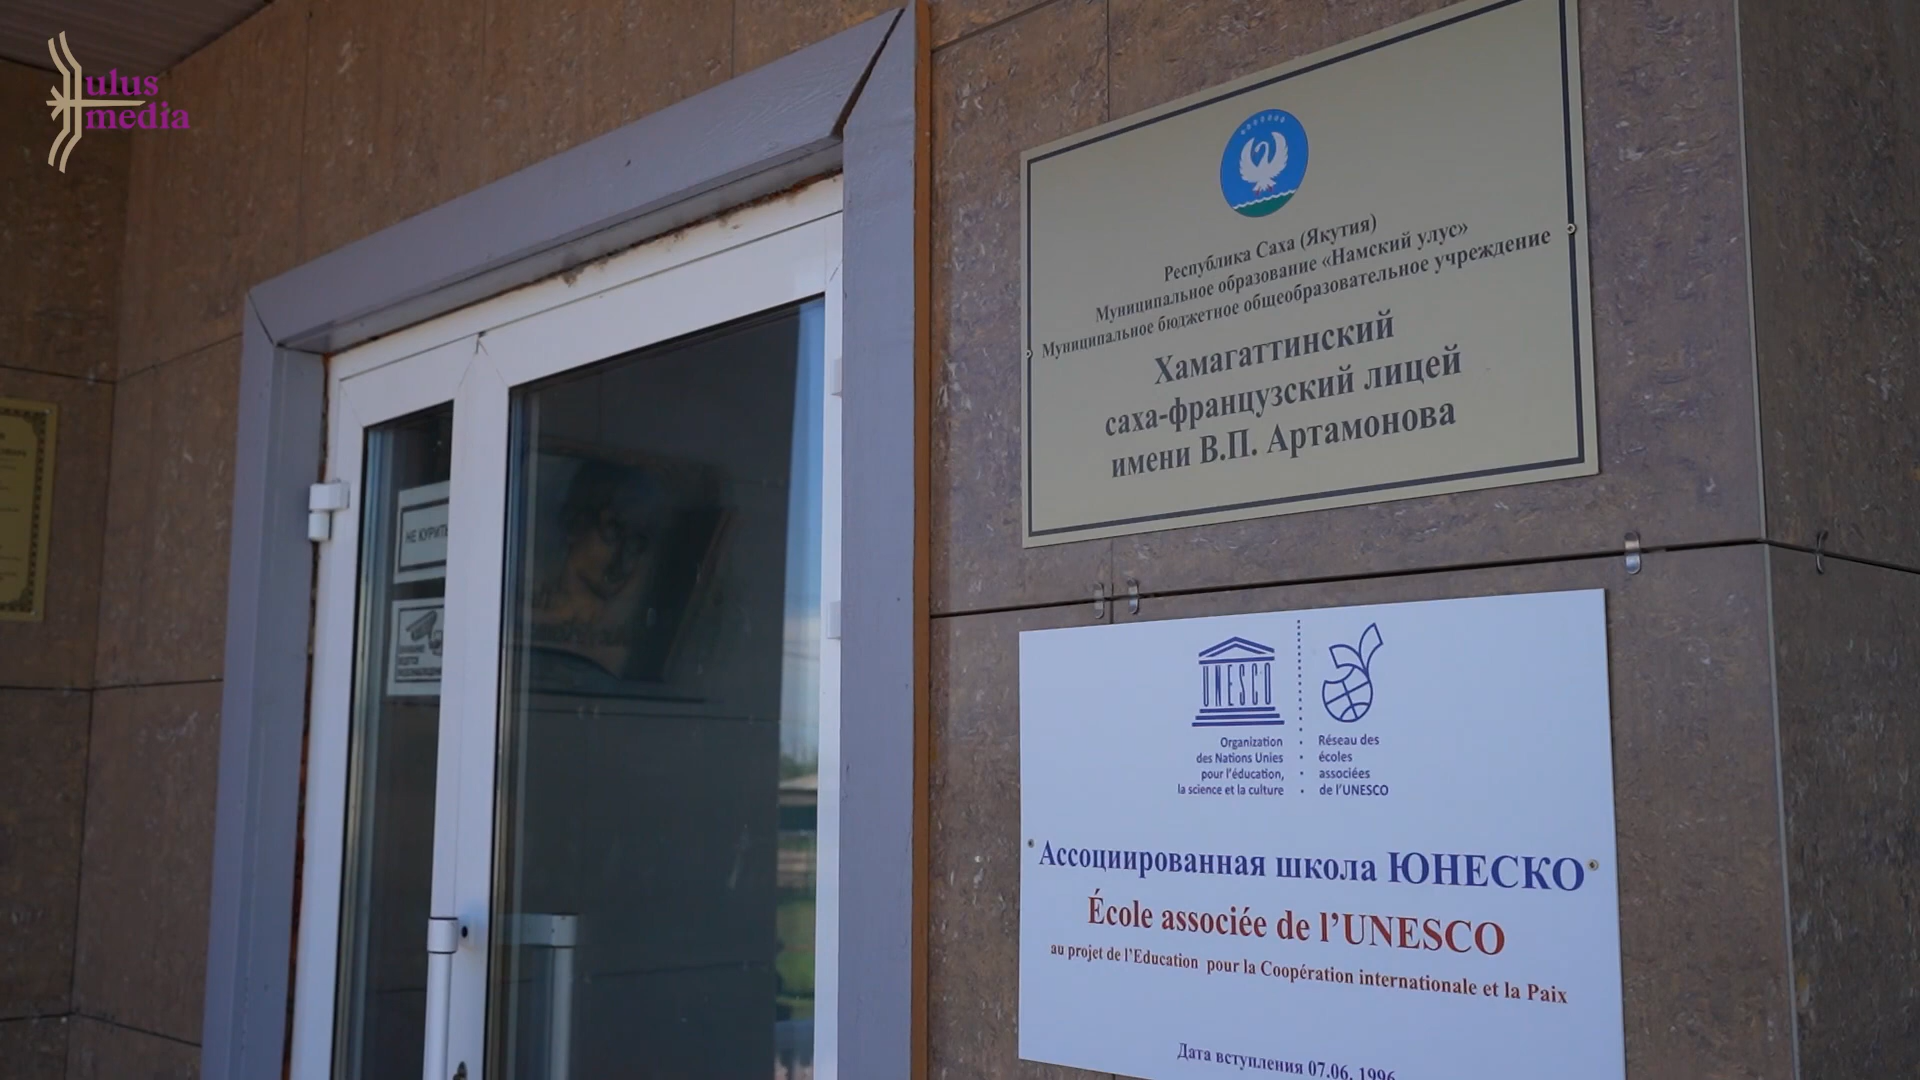 ulus
media
Республика Саха (Якутия)
Муниципальное образование «Намский улус»
Муниципальное бюджетное общеобразовательное учреждение
Хамагаттинский
саха-французский лицей
имени В.П. Артамонова
НЕ КУРИТЬ
UNESCO
Organization
des Nations Unies
pour l'éducation,
la science et la culture
Réseau des
écoles
associées
de l'UNESCO
Ассоциированная школа ЮНЕСКО
École associée de l'UNESCO
au projet de l'Education pour la Coopération internationale et la Paix
Дата вступления 07.06. 1996